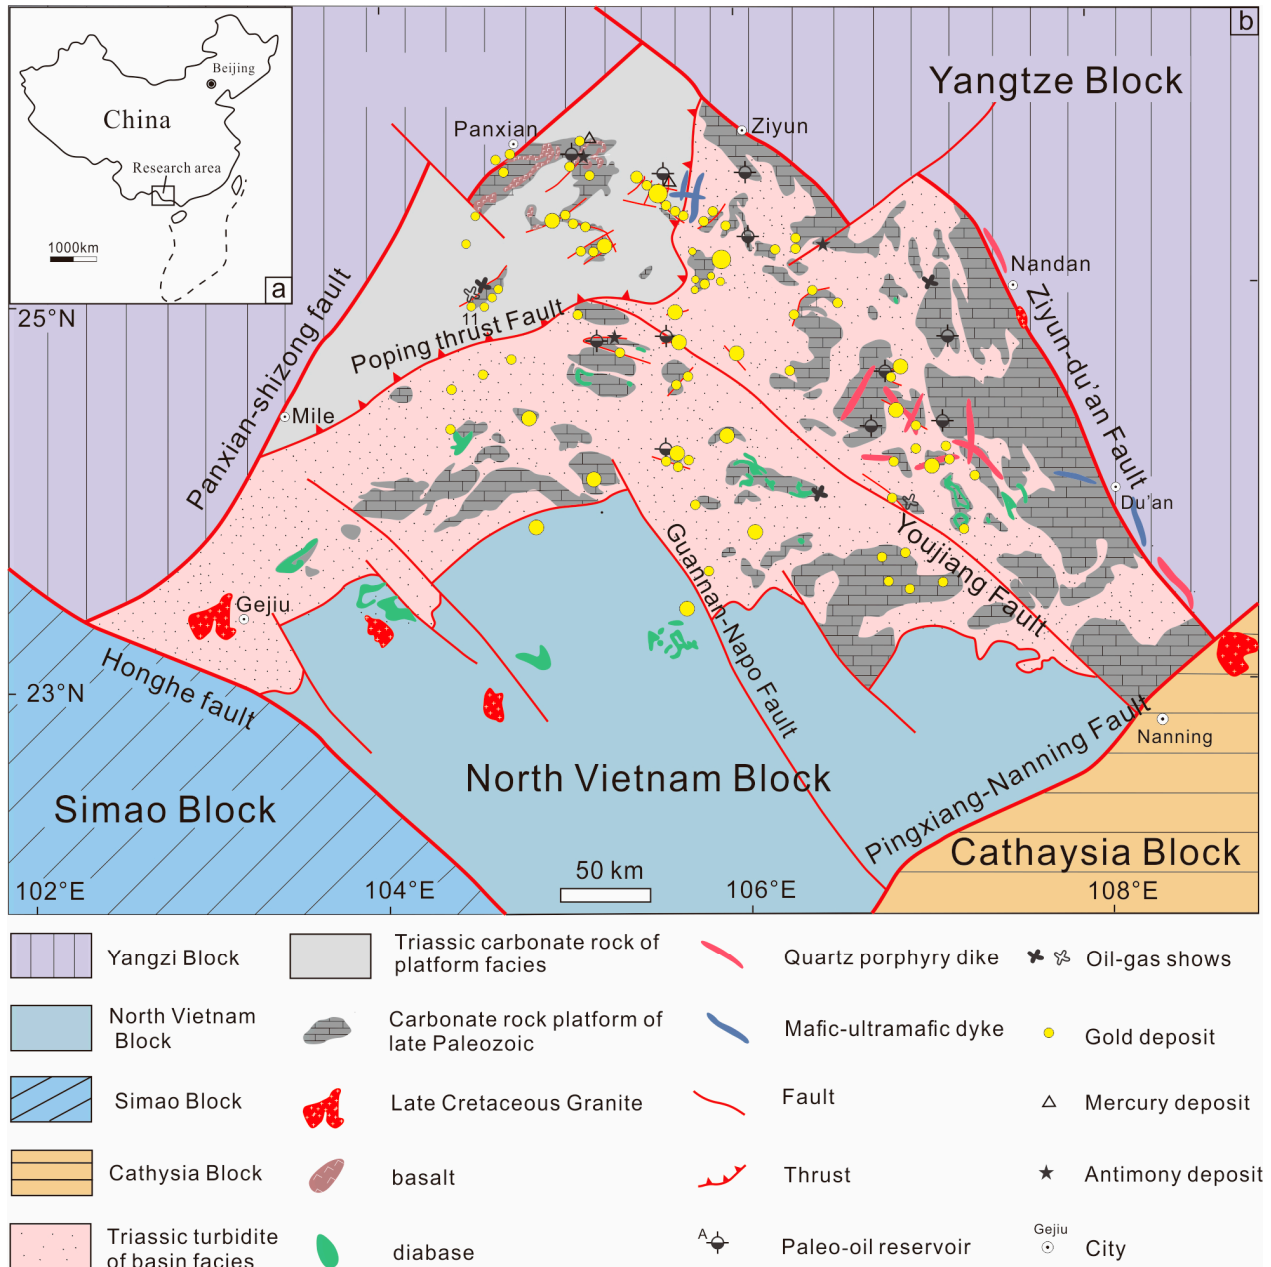 a
Beijing
China
Research area
1000km
b
Yangtze Block
Panxian
Ziyun
Nandan
25°N
11
Poping thrust Fault
Panxian-shizong fault
Ziyun-du'an Fault
Mile
Du'an
Guannan-Napo Fault
Youjiang Fault
Gejiu
Honghe fault
23°N
Pingxiang-Nanning Fault
Nanning
North Vietnam Block
Simao Block
Cathaysia Block
50 km
102°E
104°E
106°E
108°E
Yangzi Block
Triassic carbonate rock of
platform facies
Quartz porphyry dike
Oil-gas shows
North Vietnam
Block
Carbonate rock platform of
late Paleozoic
Mafic-ultramafic dyke
Gold deposit
Simao Block
Late Cretaceous Granite
Fault
Mercury deposit
Cathysia Block
basalt
Thrust
Antimony deposit
Triassic turbidite
of basin facies
diabase
A
Paleo-oil reservoir
Gejiu
City